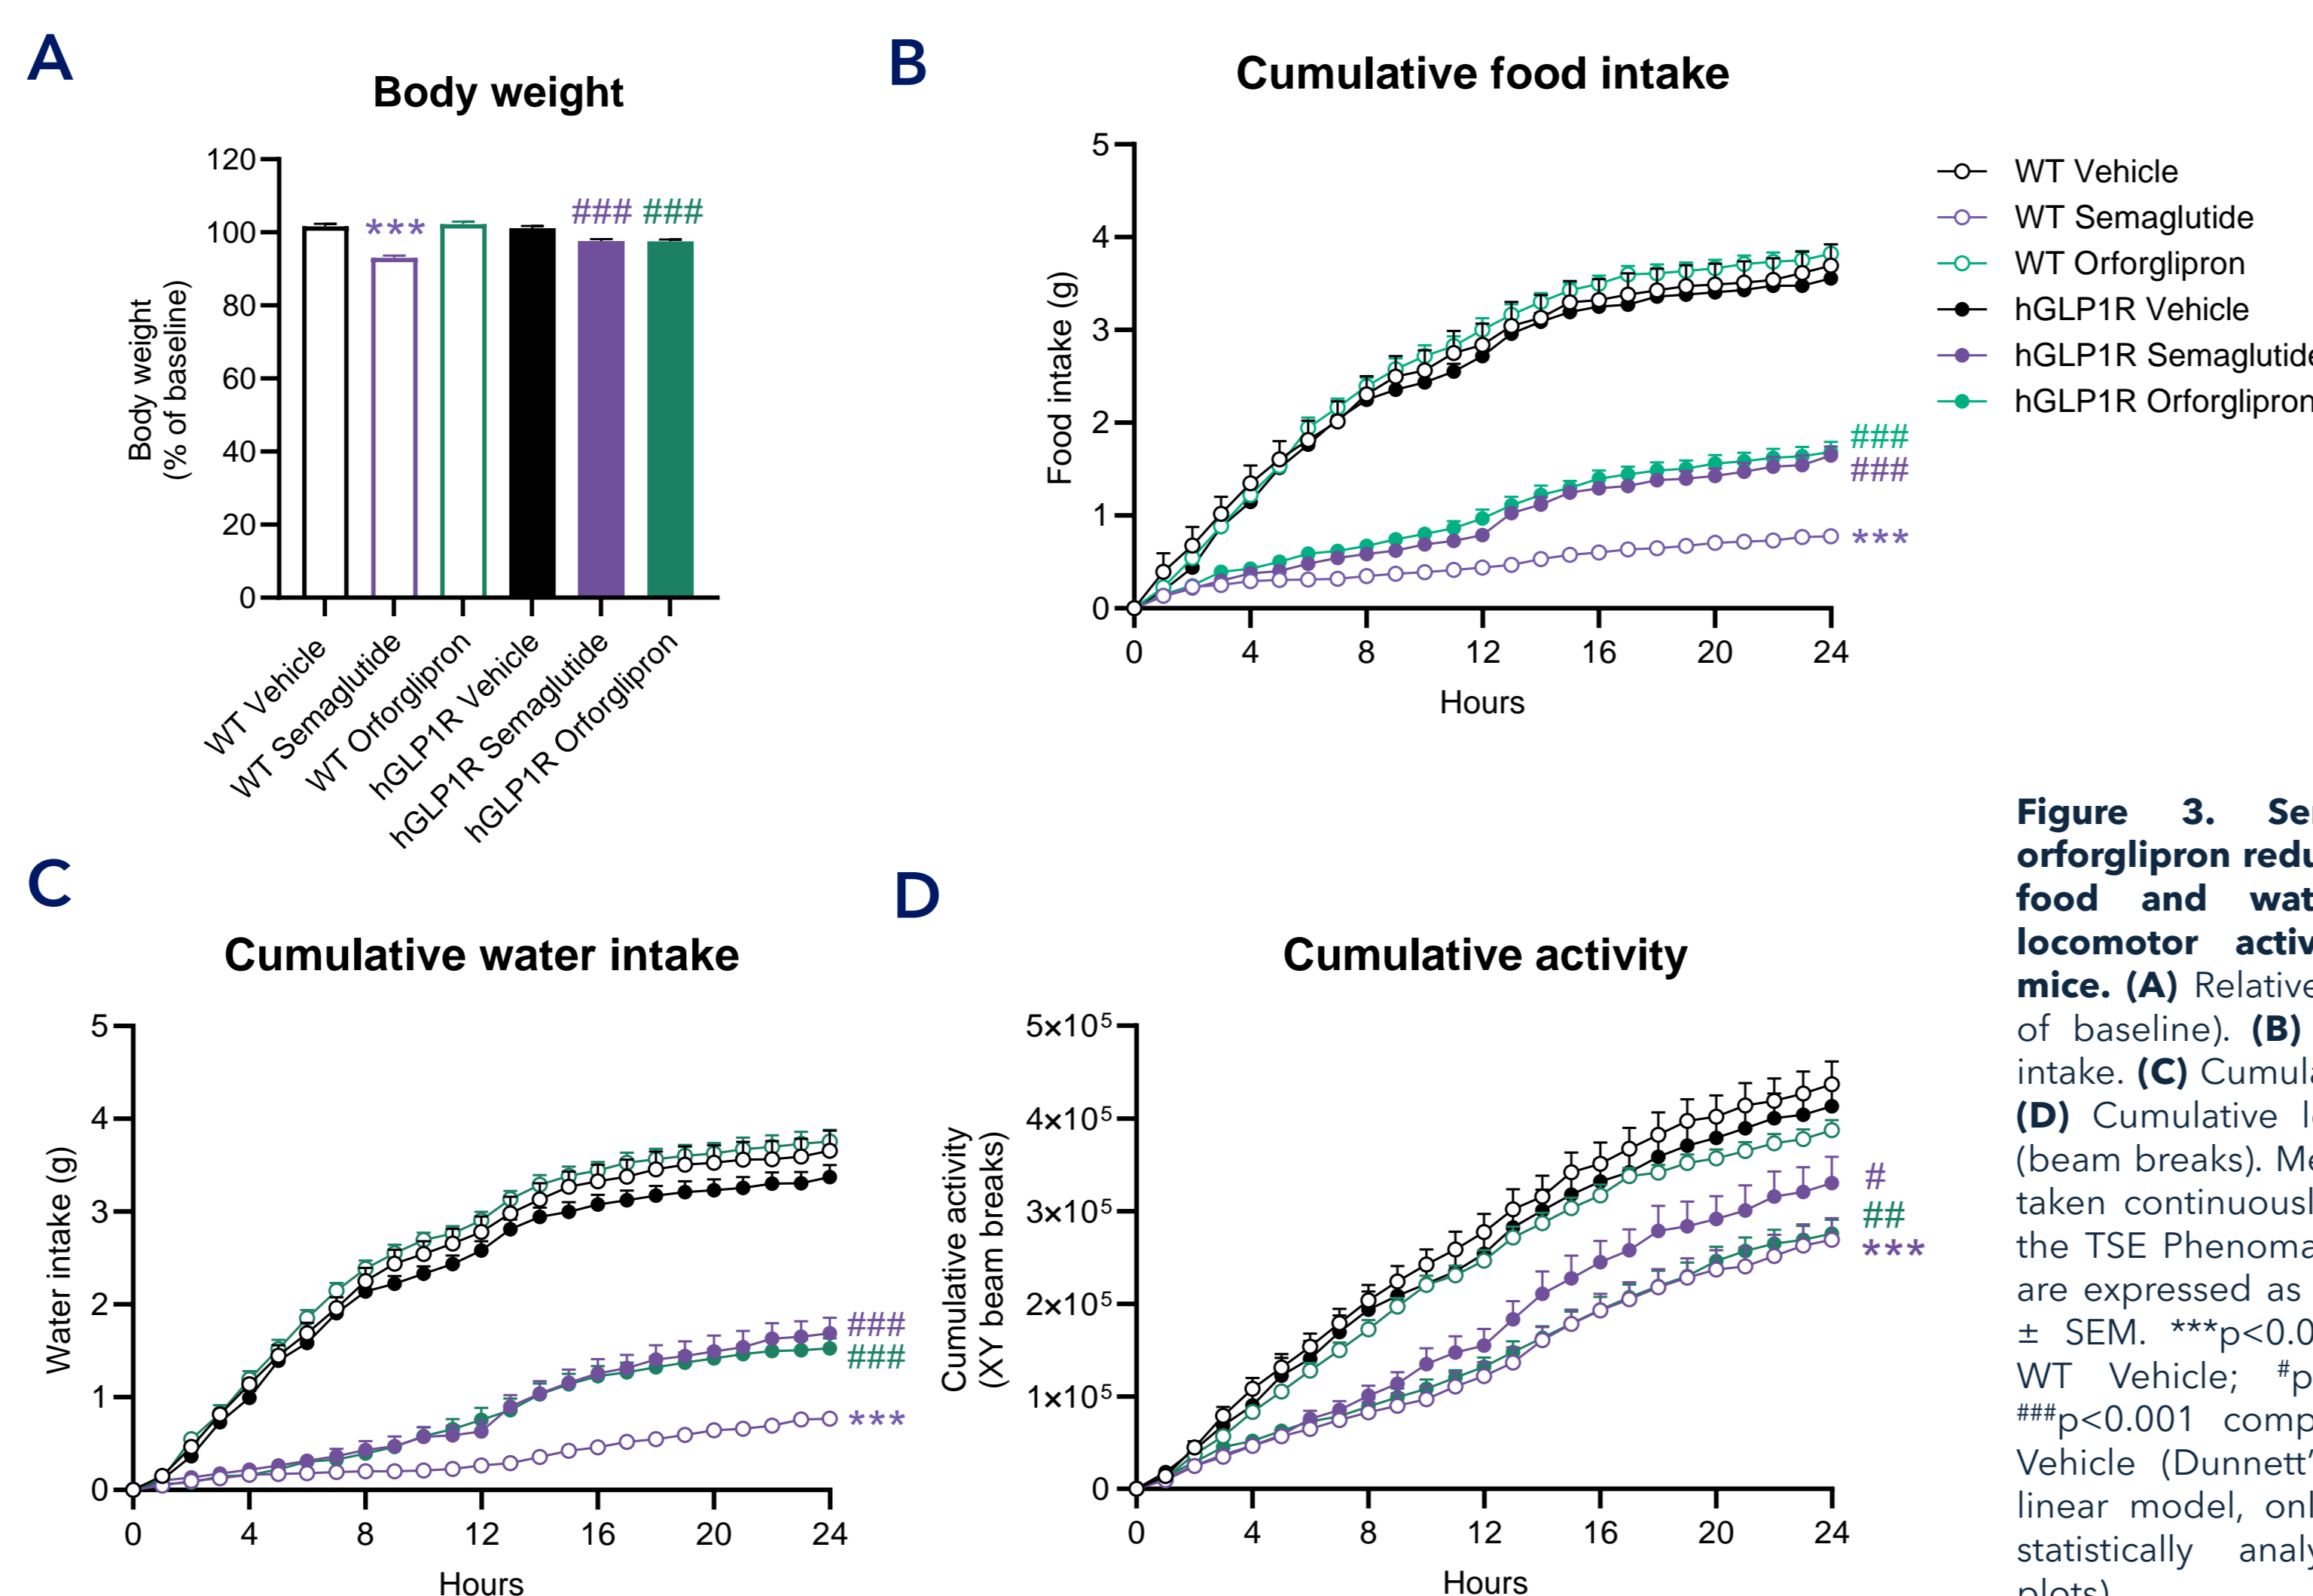 A
Body weight
120
100
80
60
40
20
0
Body weight
(% of baseline)
***
###
###
WT Vehicle
WT Semaglutide
WT Orforglipron
hGLP1R Vehicle
hGLP1R Semaglutide
hGLP1R Orforglipron
B
Cumulative food intake
5
4
3
2
1
0
Food intake (g)
0 4 8 12 16 20 24
Hours
###
###
***
WT Vehicle
WT Semaglutide
WT Orforglipron
hGLP1R Vehicle
hGLP1R Semaglutide
hGLP1R Orforglipron
C
Cumulative water intake
5
4
3
2
1
0
Water intake (g)
0 4 8 12 16 20 24
Hours
###
###
***
D
Cumulative activity
5×10⁵
4×10⁵
3×10⁵
2×10⁵
1×10⁵
0
Cumulative activity
(XY beam breaks)
0 4 8 12 16 20 24
Hours
#
##
***
Figure 3.
orforglipron
food and
locomotor
mice. (A) Relative
of baseline). (B)
intake. (C)
(D) Cumulative
(beam breaks).
taken
the TSE
are expressed as
± SEM. ***p<0.0
WT Vehicle; #p
###p<0.001
Vehicle (Dunnett’
linear model,
statistically
plots)